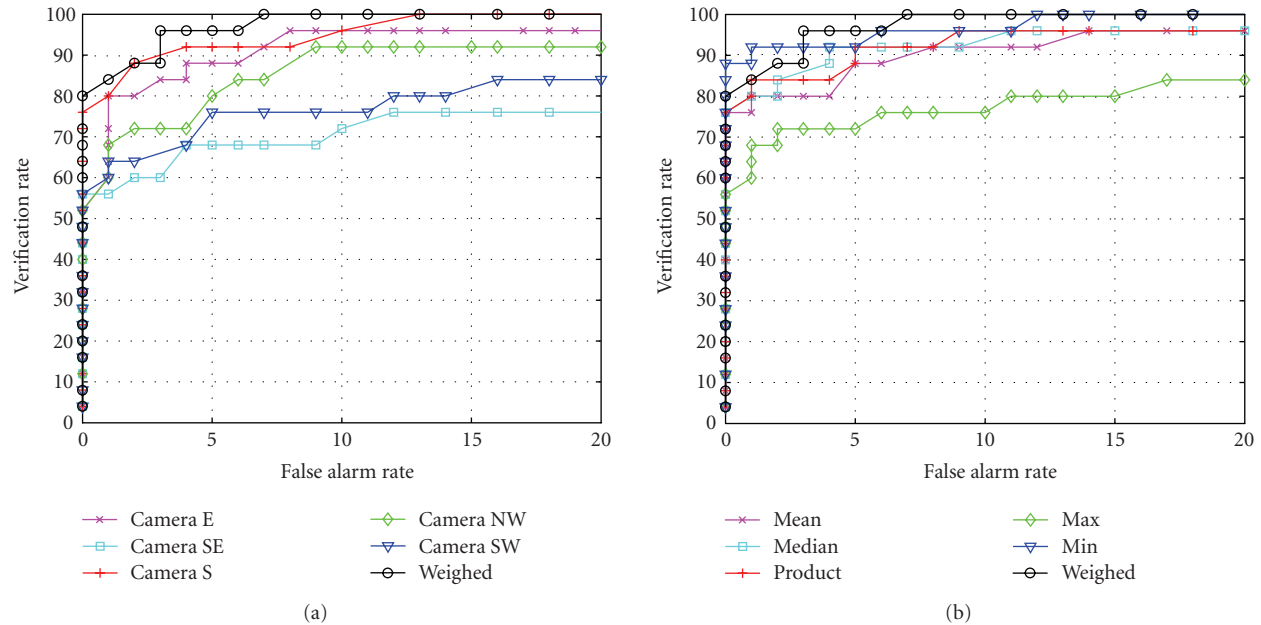 100
90
80
70
60
50
40
30
20
10
0
Verification rate
0 5 10 15 20
False alarm rate
Camera E
Camera SE
Camera S
Camera NW
Camera SW
Weighed
(a)
100
90
80
70
60
50
40
30
20
10
0
Verification rate
0 5 10 15 20
False alarm rate
Mean
Median
Product
Max
Min
Weighed
(b)